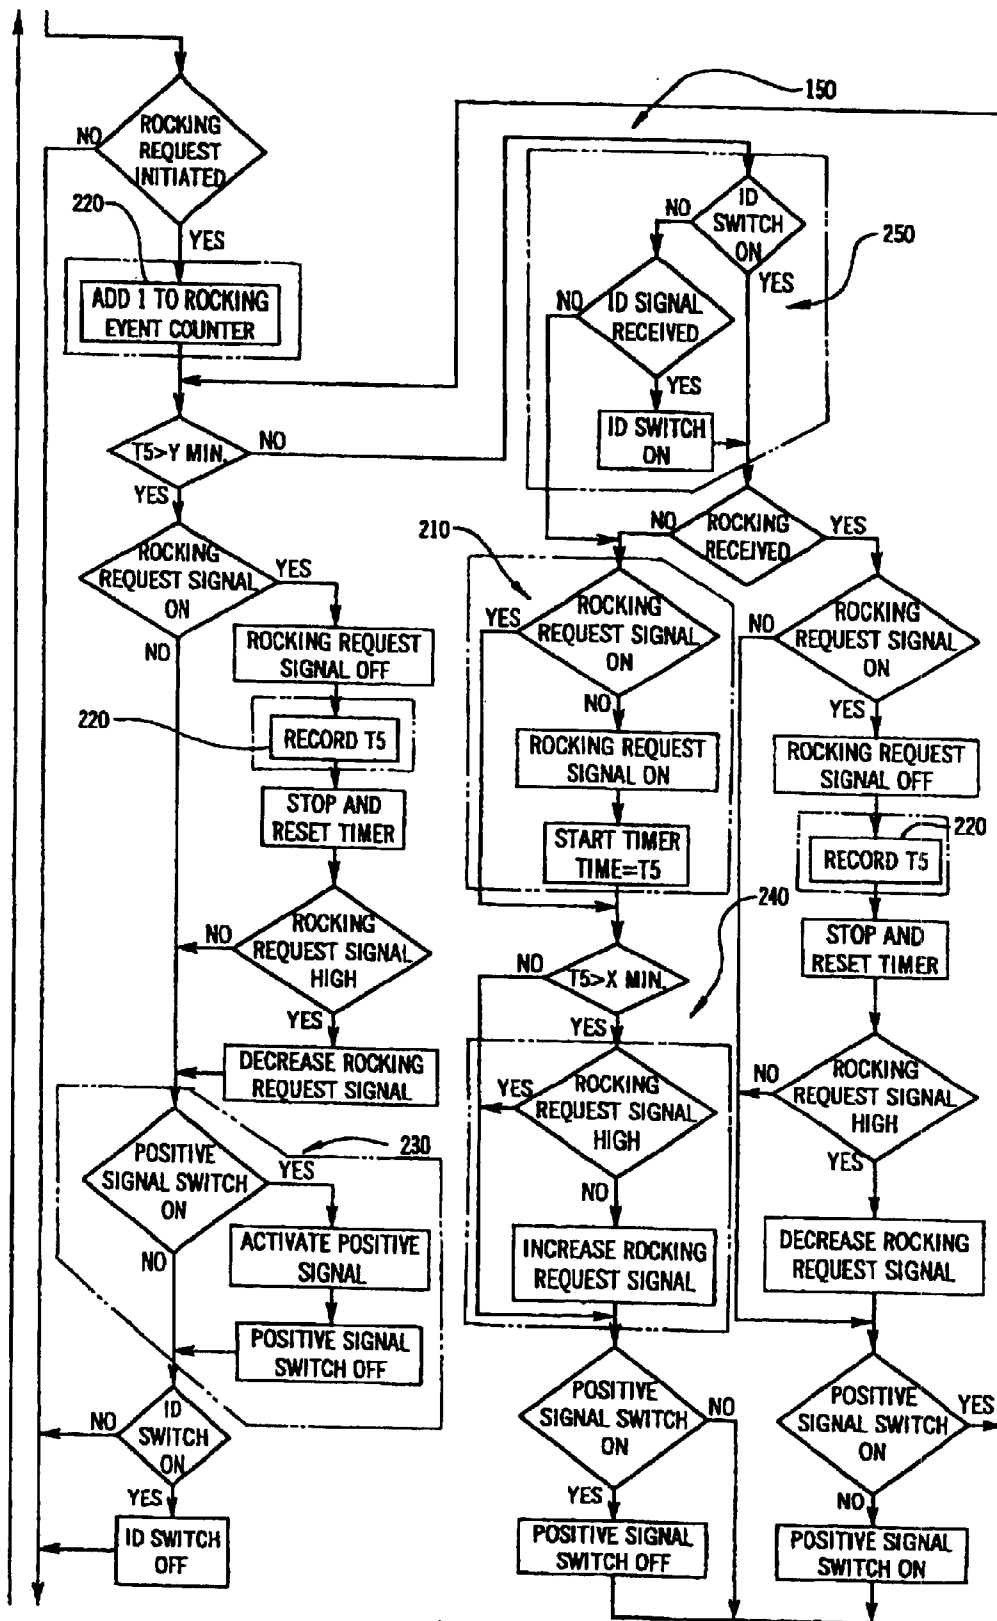 ROCKING
REQUEST
INITIATED
NO
YES
220
ADD 1 TO ROCKING
EVENT COUNTER
T5>Y MIN.
NO
YES
ROCKING
REQUEST SIGNAL
ON
YES
NO
ROCKING REQUEST
SIGNAL OFF
220
RECORD T5
STOP AND
RESET TIMER
ROCKING
REQUEST SIGNAL
HIGH
NO
YES
DECREASE ROCKING
REQUEST SIGNAL
POSITIVE
SIGNAL SWITCH
ON
YES
NO
230
ACTIVATE POSITIVE
SIGNAL
POSITIVE SIGNAL
SWITCH OFF
ID
SWITCH
ON
NO
YES
ID SWITCH
OFF
150
ID
SWITCH
ON
NO
YES
250
ID SIGNAL
RECEIVED
NO
YES
ID SWITCH
ON
ROCKING
RECEIVED
NO
YES
210
ROCKING
REQUEST SIGNAL
ON
YES
NO
ROCKING REQUEST
SIGNAL ON
START TIMER
TIME=T5
240
T5>X MIN.
NO
YES
ROCKING
REQUEST SIGNAL
HIGH
YES
NO
INCREASE ROCKING
REQUEST SIGNAL
POSITIVE
SIGNAL SWITCH
ON
NO
YES
POSITIVE SIGNAL
SWITCH OFF
ROCKING
REQUEST SIGNAL
ON
NO
YES
ROCKING REQUEST
SIGNAL OFF
220
RECORD T5
STOP AND
RESET TIMER
ROCKING
REQUEST SIGNAL
HIGH
NO
YES
DECREASE ROCKING
REQUEST SIGNAL
POSITIVE
SIGNAL SWITCH
ON
YES
NO
POSITIVE SIGNAL
SWITCH ON